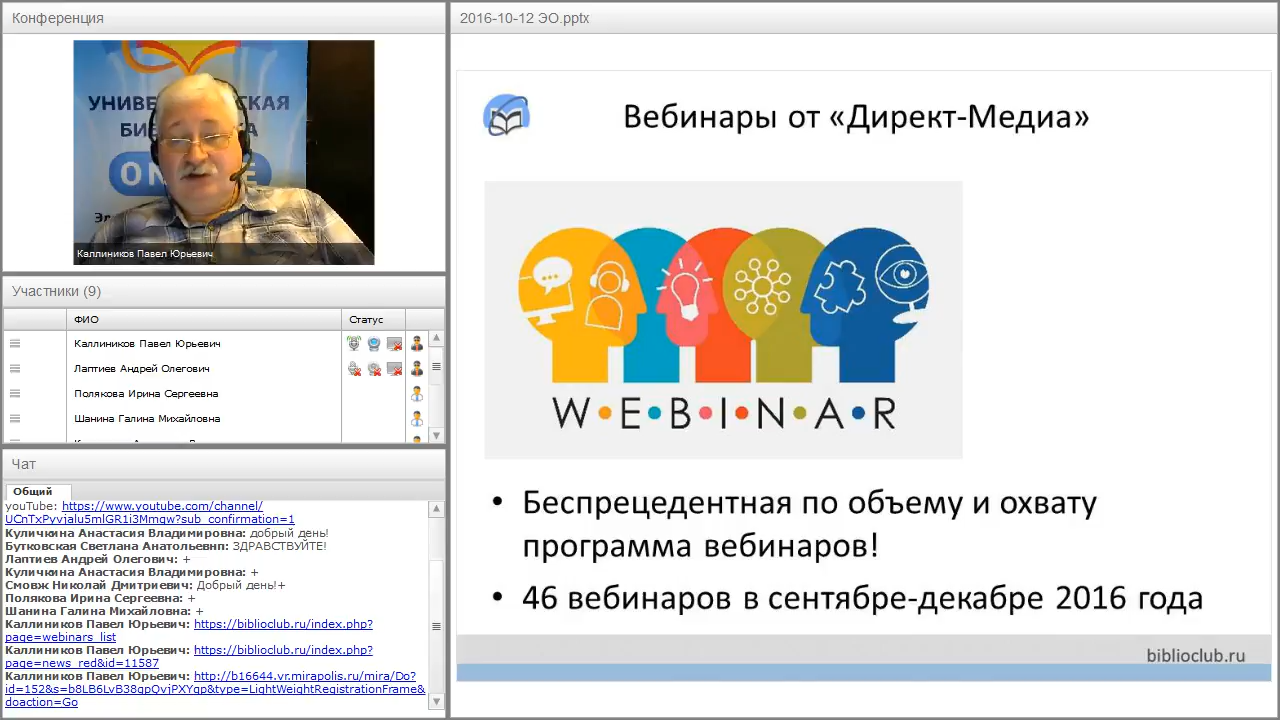 Конференция
УНИВЕ
СКАЯ
Каллиников Павел Юрьевич
Участники (9)
ФИО
Статус
Каллиников Павел Юрьевич
Лаптиев Андрей Олегович
Полякова Ирина Сергеевна
Шанина Галина Михайловна
Чат
Общий
youTube: https://www.youtube.com/channel/
UCnTxPyvjalu5mlGR1i3Mmqw?sub_confirmation=1
Куличкина Анастасия Владимировна: добрый день!
Бутковская Светлана Анатольевнп: ЗДРАВСТВУЙТЕ!
Лаптиев Андрей Олегович: +
Куличкина Анастасия Владимировна: +
Смовж Николай Дмитриевич: Добрый день!+
Полякова Ирина Сергеевна: +
Шанина Галина Михайловна: +
Каллиников Павел Юрьевич: https://biblioclub.ru/index.php?
page=webinars_list
Каллиников Павел Юрьевич: https://biblioclub.ru/index.php?
page=news_red&id=11587
Каллиников Павел Юрьевич: http://b16644.vr.mirapolis.ru/mira/Do?
id=152&s=b8LB6LvB38gpQvjPXYqp&type=LightWeightRegistrationFrame&
doaction=Go
2016-10-12 ЭО.pptx
Вебинары от «Директ-Медиа»
W•E•B•I•N•A•R
• Беспрецедентная по объему и охвату
программа вебинаров!
• 46 вебинаров в сентябре-декабре 2016 года
biblioclub.ru